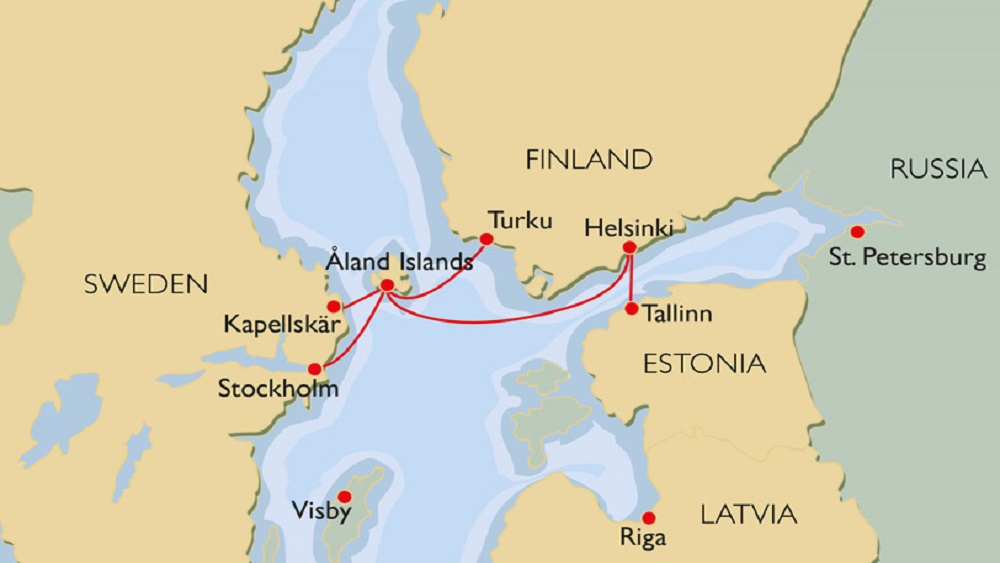 FINLAND
RUSSIA
Turku
Helsinki
St. Petersburg
Åland Islands
SWEDEN
Kapellskär
Tallinn
ESTONIA
Stockholm
Visby
LATVIA
Riga